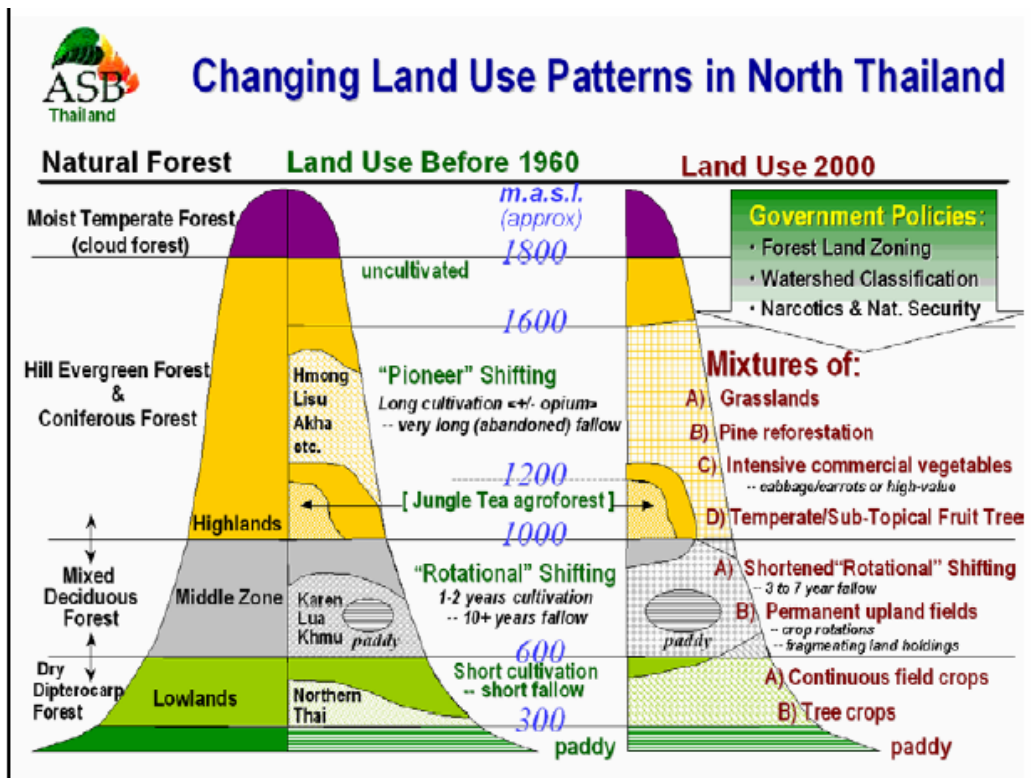 ASB
Thailand
Changing Land Use Patterns in North Thailand
Natural Forest
Land Use Before 1960
Land Use 2000
m.a.s.l.
(approx)
Moist Temperate Forest
(cloud forest)
1800
uncultivated
Government Policies:
• Forest Land Zoning
• Watershed Classification
• Narcotics & Nat. Security
1600
Hill Evergreen Forest
&
Coniferous Forest
Hmong
Lisu
Akha
etc.
"Pioneer" Shifting
Long cultivation <+/- opium>
-- very long (abandoned) fallow
Mixtures of:
A) Grasslands
B) Pine reforestation
C) Intensive commercial vegetables
-- cabbage/carrots or high-value
D) Temperate/Sub-Topical Fruit Trees
1200
[ Jungle Tea agroforest ]
Highlands
1000
Mixed
Deciduous
Forest
Middle Zone
Karen
Lua
Khmu
paddy
"Rotational" Shifting
1-2 years cultivation
-- 10+ years fallow
paddy
A) Shortened"Rotational" Shifting
-- 3 to 7 year fallow
B) Permanent upland fields
-- crop rotations
-- fragmenting land holdings
600
Dry
Dipterocarp
Forest
Lowlands
Northern
Thai
Short cultivation
-- short fallow
A) Continuous field crops
B) Tree crops
300
paddy
paddy